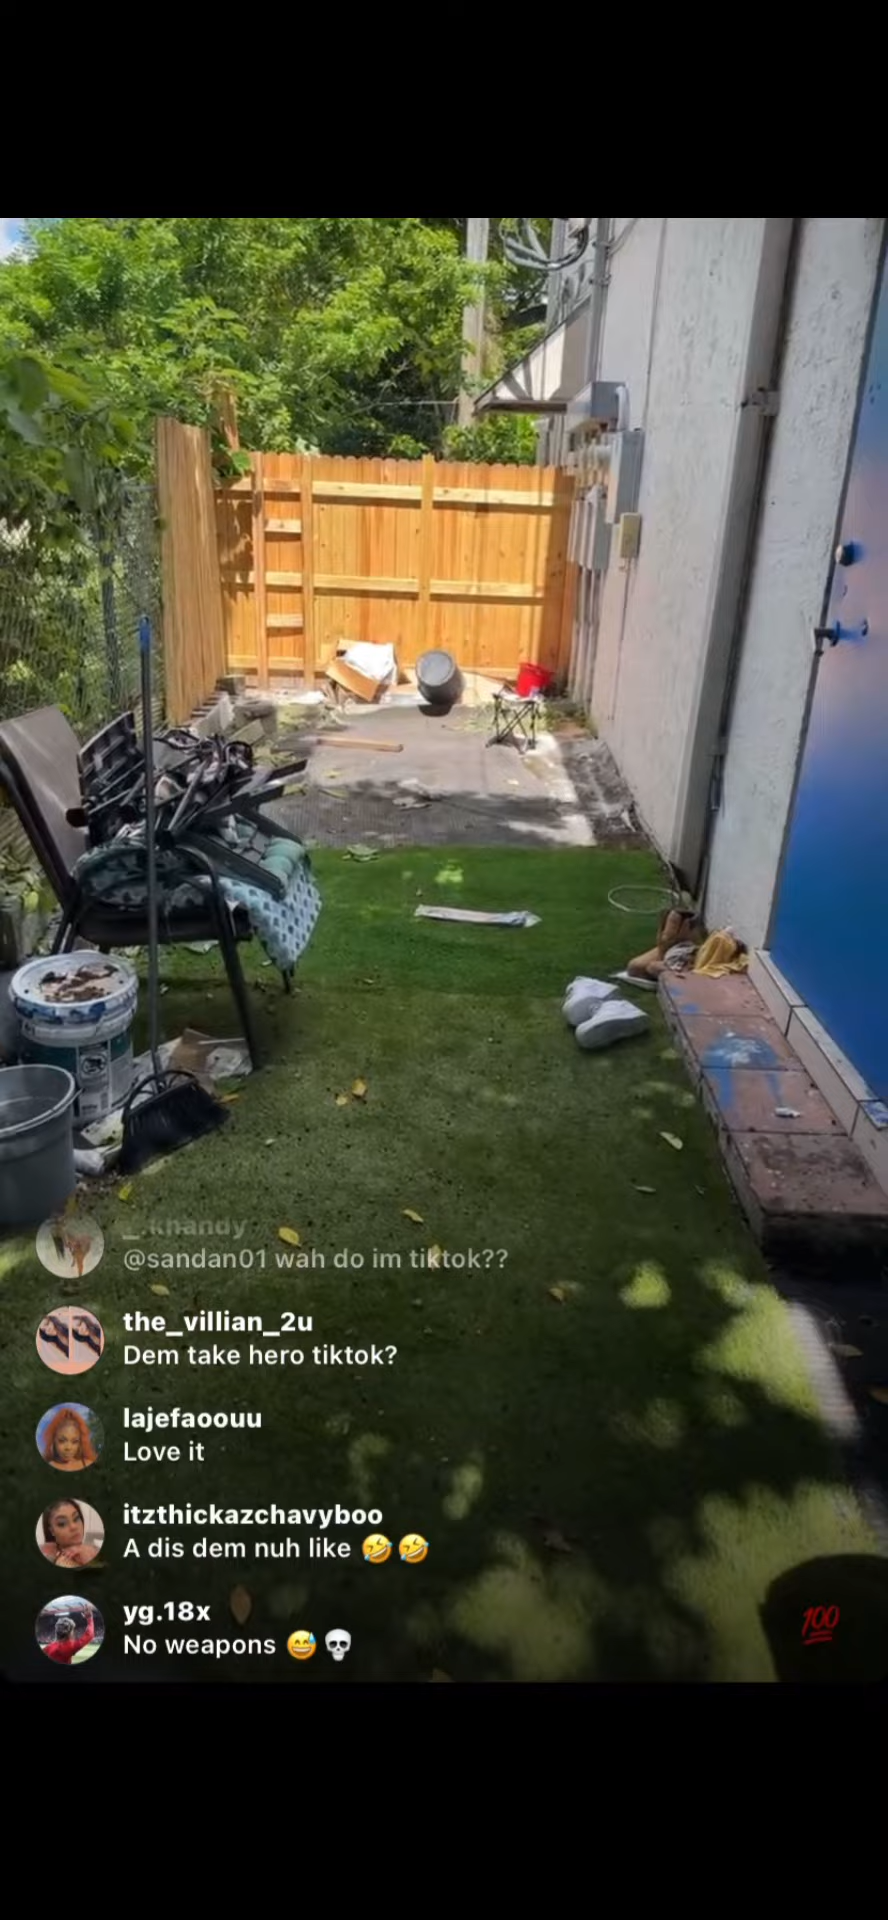 _.khandy
@sandan01 wah do im tiktok??
the_villian_2u
Dem take hero tiktok?
lajefaoouu
Love it
itzthickazchavyboo
A dis dem nuh like 🤣🤣
yg.18x
No weapons 😅💀
💯